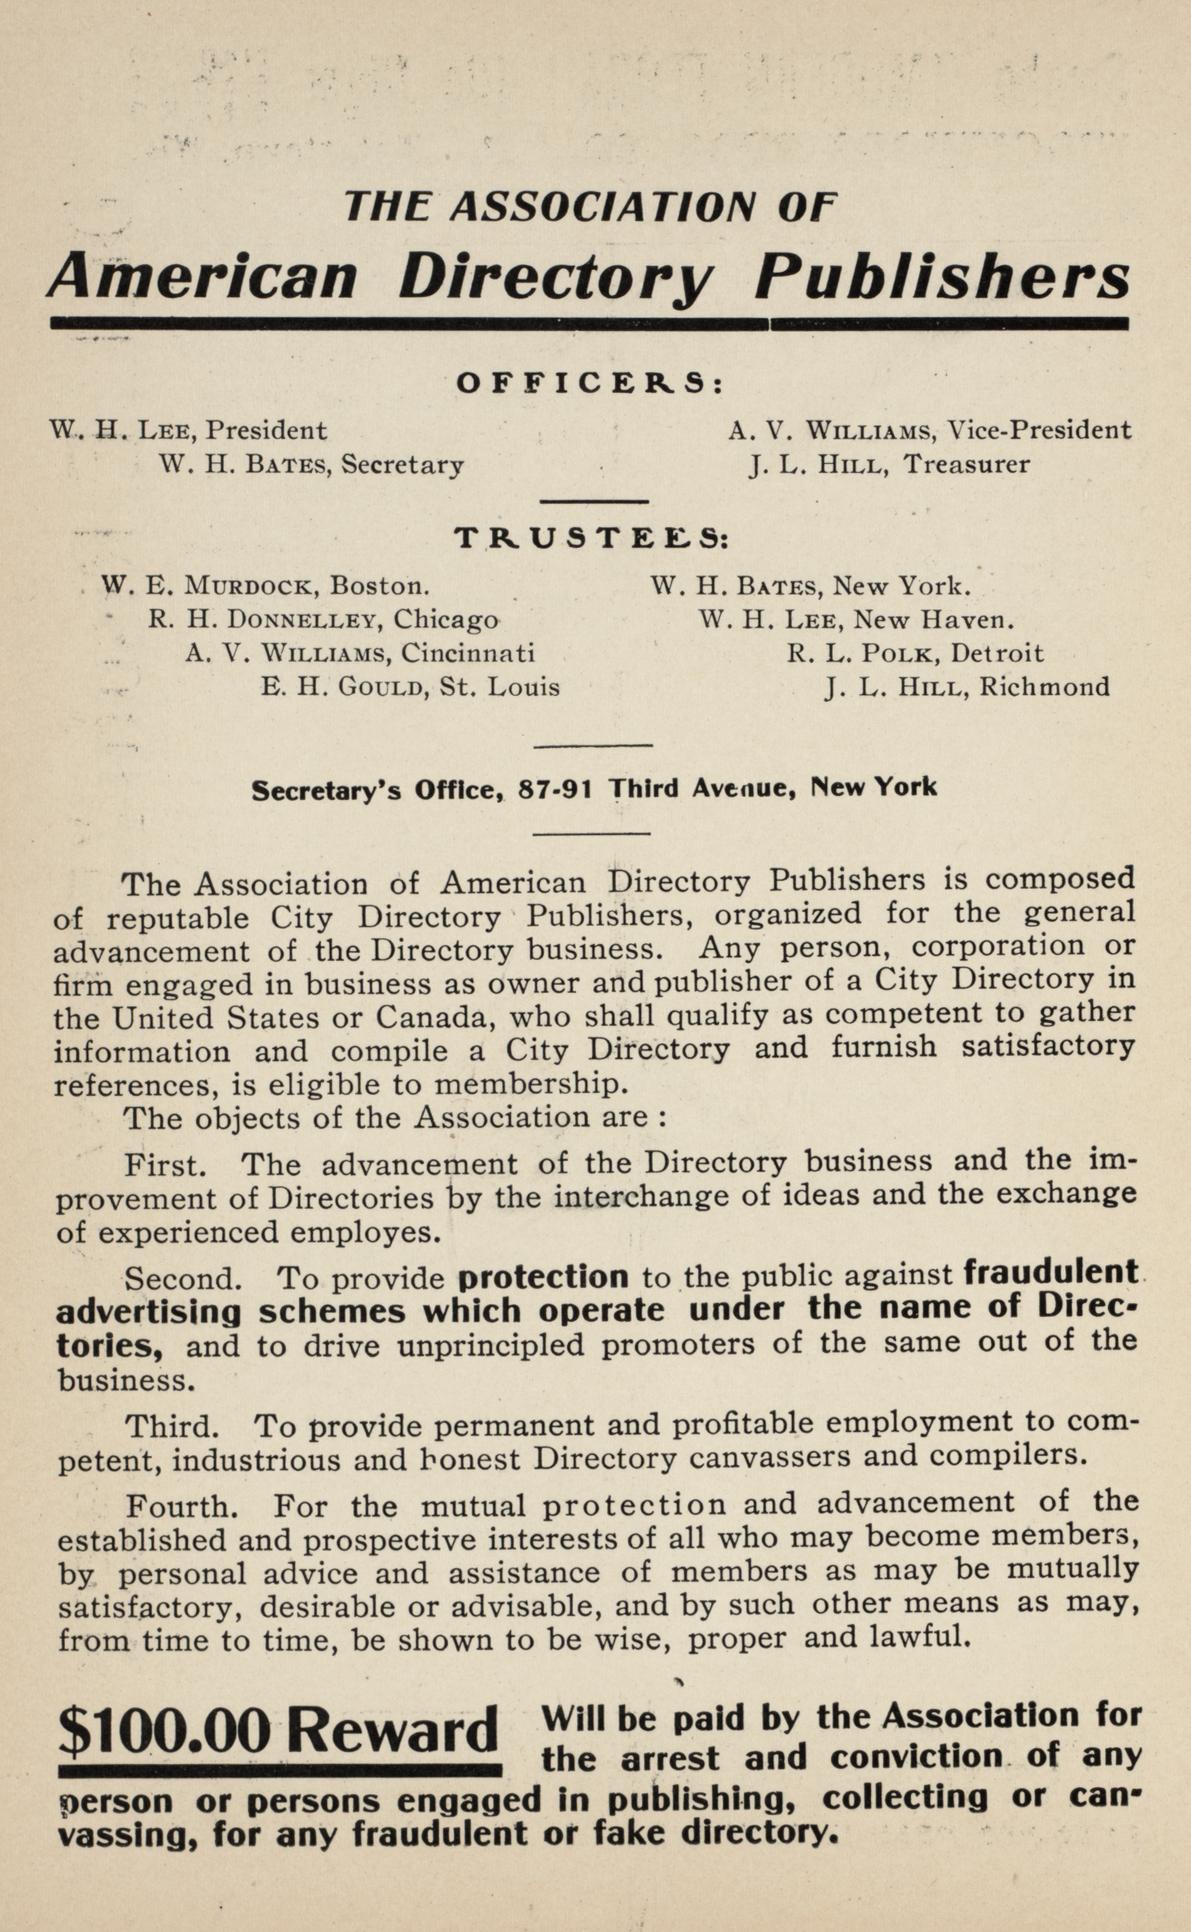 THE ASSOCIATION OF
American Directory Publishers
OFFICERS:
W. H. LEE, President
A. V. WILLIAMS, Vice-President
W. H. BATES, Secretary
J. L. HILL, Treasurer
TRUSTEES:
W. E. MURDOCK, Boston.
W. H. BATES, New York.
R. H. DONNELLEY, Chicago
W. H. LEE, New Haven.
A. V. WILLIAMS, Cincinnati
R. L. POLK, Detroit
E. H. GOULD, St. Louis
J. L. HILL, Richmond
Secretary's Office, 87-91 Third Avenue, New York
The Association of American Directory Publishers is composed
of reputable City Directory Publishers, organized for the general
advancement of the Directory business. Any person, corporation or
firm engaged in business as owner and publisher of a City Directory in
the United States or Canada, who shall qualify as competent to gather
information and compile a City Directory and furnish satisfactory
references, is eligible to membership.
The objects of the Association are :
First. The advancement of the Directory business and the im-
provement of Directories by the interchange of ideas and the exchange
of experienced employes.
Second. To provide protection to the public against fraudulent
advertising schemes which operate under the name of Direc-
tories, and to drive unprincipled promoters of the same out of the
business.
Third. To provide permanent and profitable employment to com-
petent, industrious and honest Directory canvassers and compilers.
Fourth. For the mutual protection and advancement of the
established and prospective interests of all who may become members,
by personal advice and assistance of members as may be mutually
satisfactory, desirable or advisable, and by such other means as may,
from time to time, be shown to be wise, proper and lawful.
$100.00 Reward Will be paid by the Association for
the arrest and conviction of any
person or persons engaged in publishing, collecting or can-
vassing, for any fraudulent or fake directory.